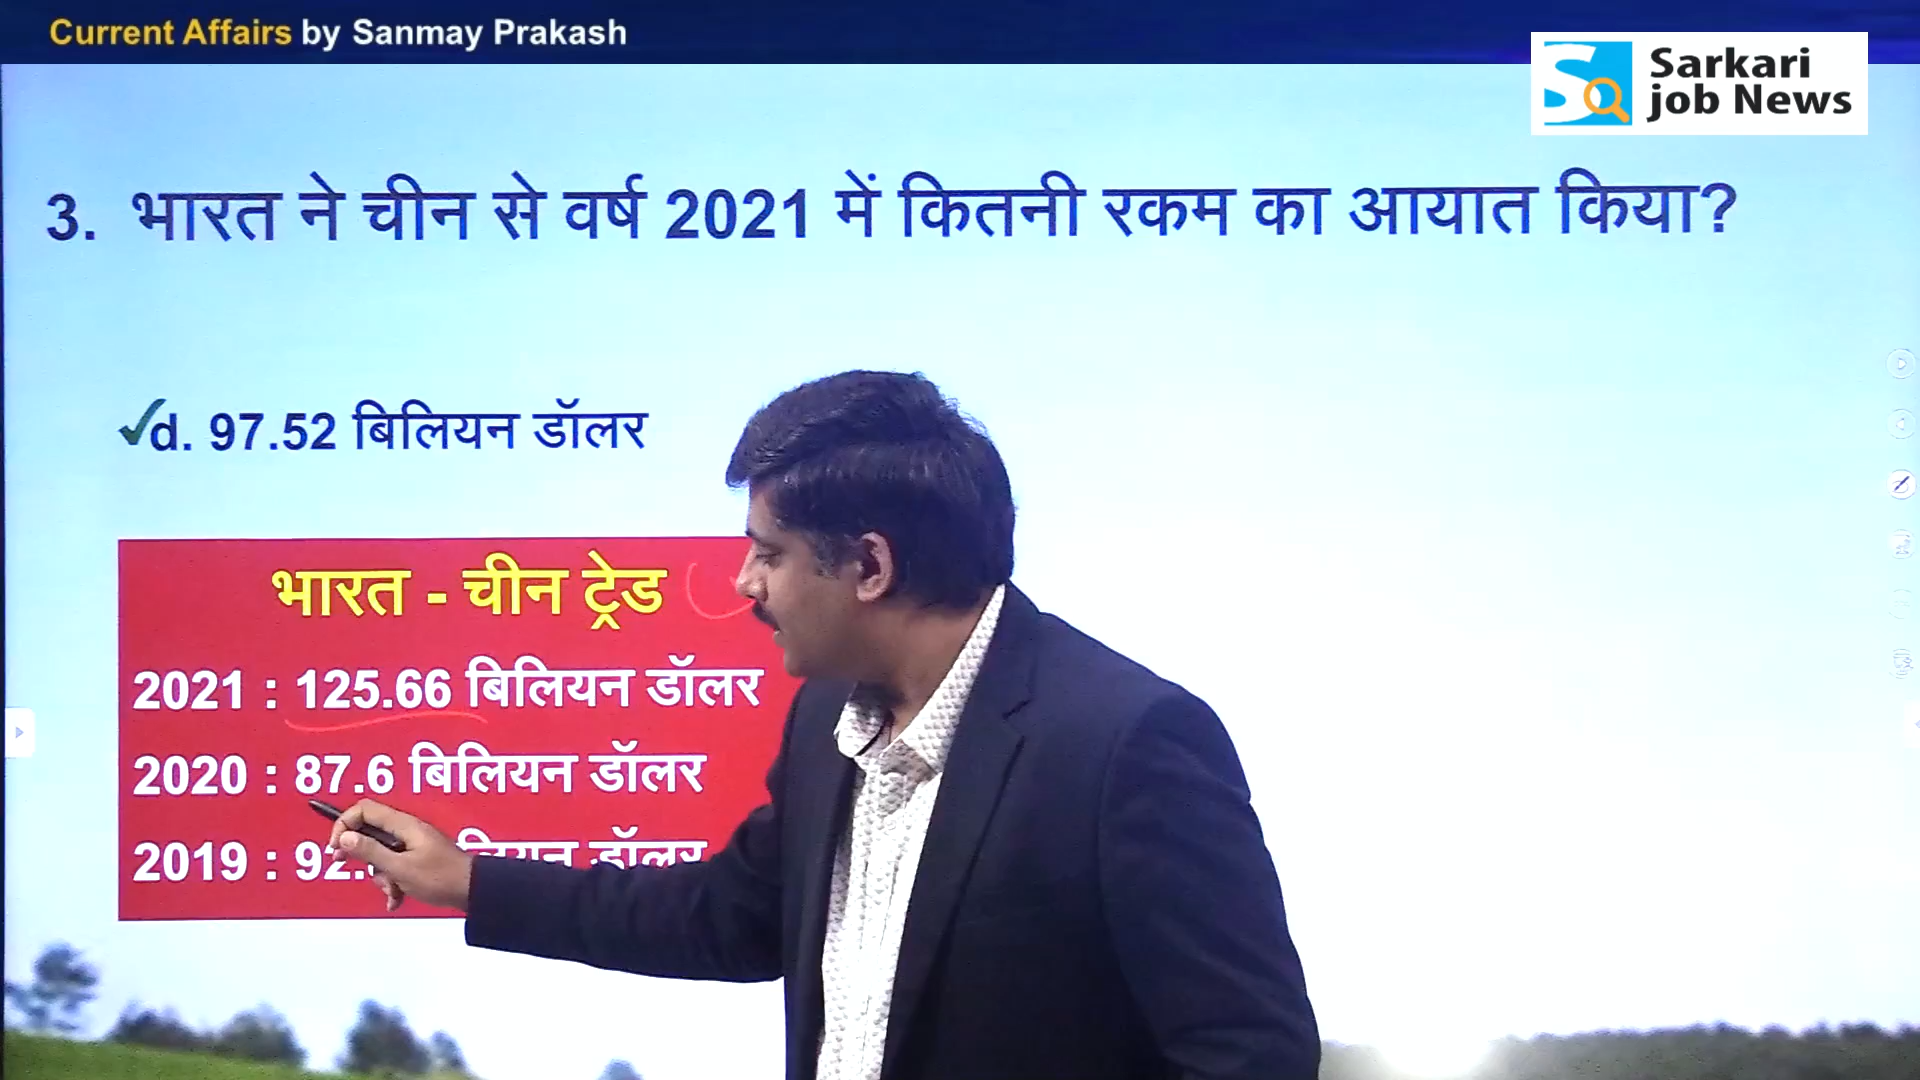 Current Affairs by Sanmay Prakash
Sarkari
job News
3. भारत ने चीन से वर्ष 2021 में कितनी रकम का आयात किया?
✓d. 97.52 बिलियन डॉलर
भारत - चीन ट्रेड
2021 : 125.66 बिलियन डॉलर
2020 : 87.6 बिलियन डॉलर
2019 : 92. डॉलर